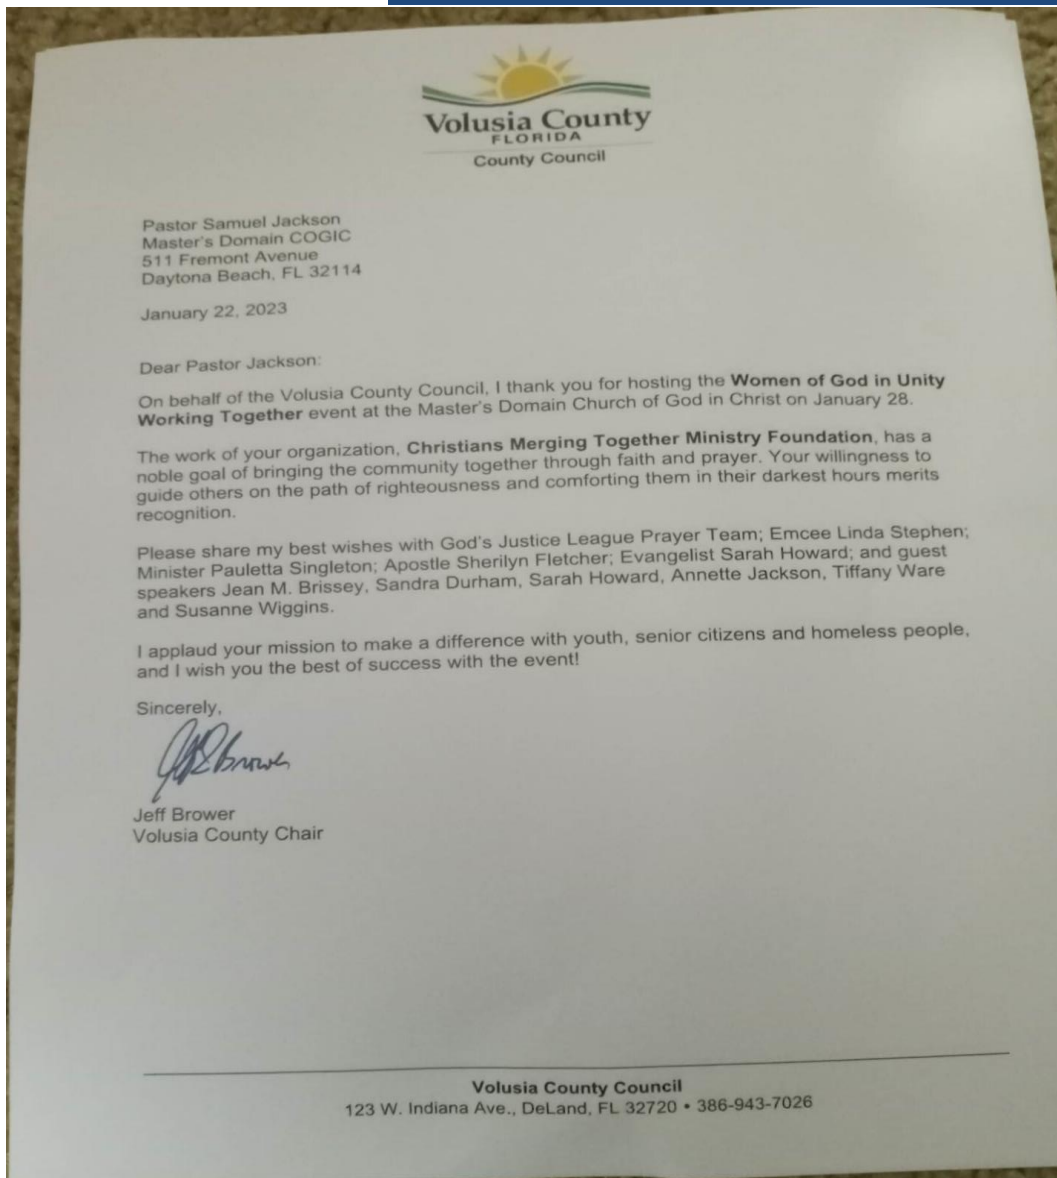 Volusia County
FLORIDA
County Council
Pastor Samuel Jackson
Master's Domain COGIC
511 Fremont Avenue
Daytona Beach, FL 32114
January 22, 2023
Dear Pastor Jackson:
On behalf of the Volusia County Council, I thank you for hosting the Women of God in Unity
Working Together event at the Master's Domain Church of God in Christ on January 28.
The work of your organization, Christians Merging Together Ministry Foundation, has a
noble goal of bringing the community together through faith and prayer. Your willingness to
guide others on the path of righteousness and comforting them in their darkest hours merits
recognition.
Please share my best wishes with God's Justice League Prayer Team; Emcee Linda Stephen;
Minister Pauletta Singleton; Apostle Sherilyn Fletcher; Evangelist Sarah Howard; and guest
speakers Jean M. Brissey, Sandra Durham, Sarah Howard, Annette Jackson, Tiffany Ware
and Susanne Wiggins.
I applaud your mission to make a difference with youth, senior citizens and homeless people,
and I wish you the best of success with the event!
Sincerely,
Jeff Brower
Volusia County Chair
Volusia County Council
123 W. Indiana Ave., DeLand, FL 32720 • 386-943-7026